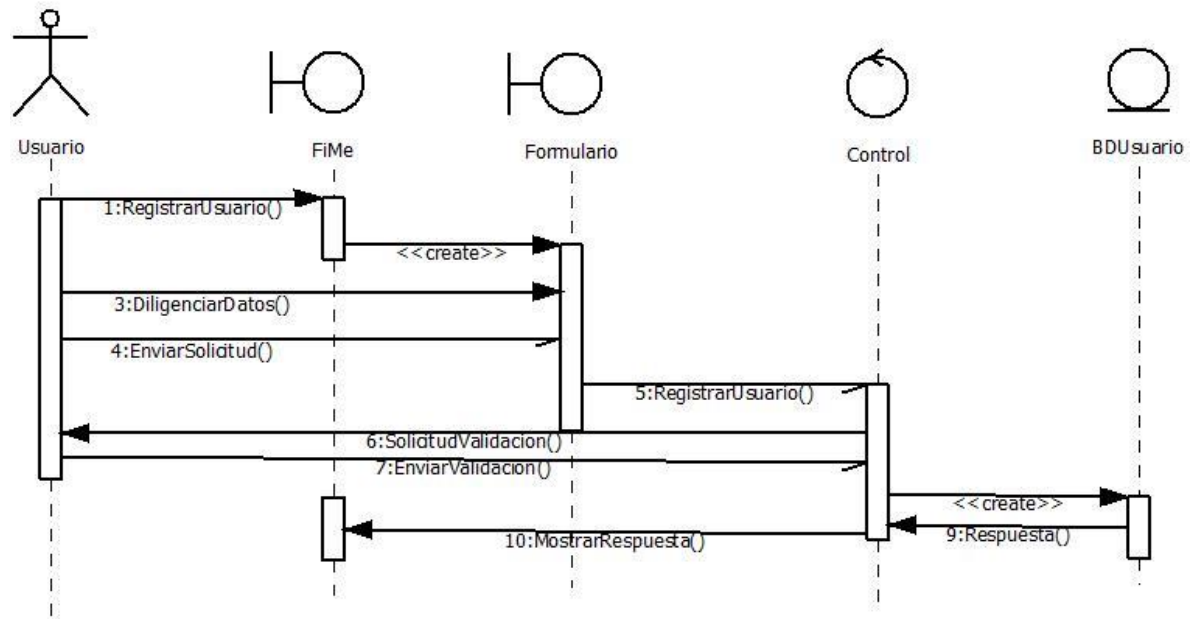 Usuario
FiMe
Formulario
Control
BDUsuario
1:RegistrarUsuario()
<<create>>
3:DiligenciarDatos()
4:EnviarSolicitud()
5:RegistrarUsuario()
6:SolicitudValidacion()
7:EnviarValidacion()
<<create>>
9:Respuesta()
10:MostrarRespuesta()